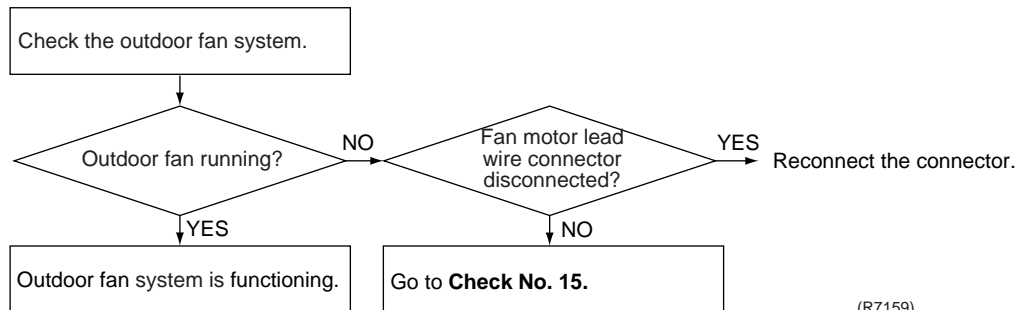 Check the outdoor fan system.
Outdoor fan running?
NO
Fan motor lead
wire connector
disconnected?
YES
Reconnect the connector.
YES
NO
Outdoor fan system is functioning.
Go to Check No. 15.
(R7159)